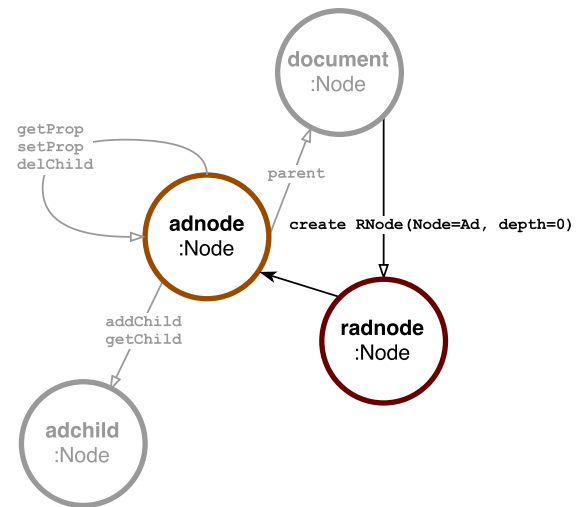 document
:Node
getProp
setProp
delChild
parent
adnode
:Node
create RNode(Node=Ad, depth=0)
addChild
getChild
radnode
:Node
adchild
:Node